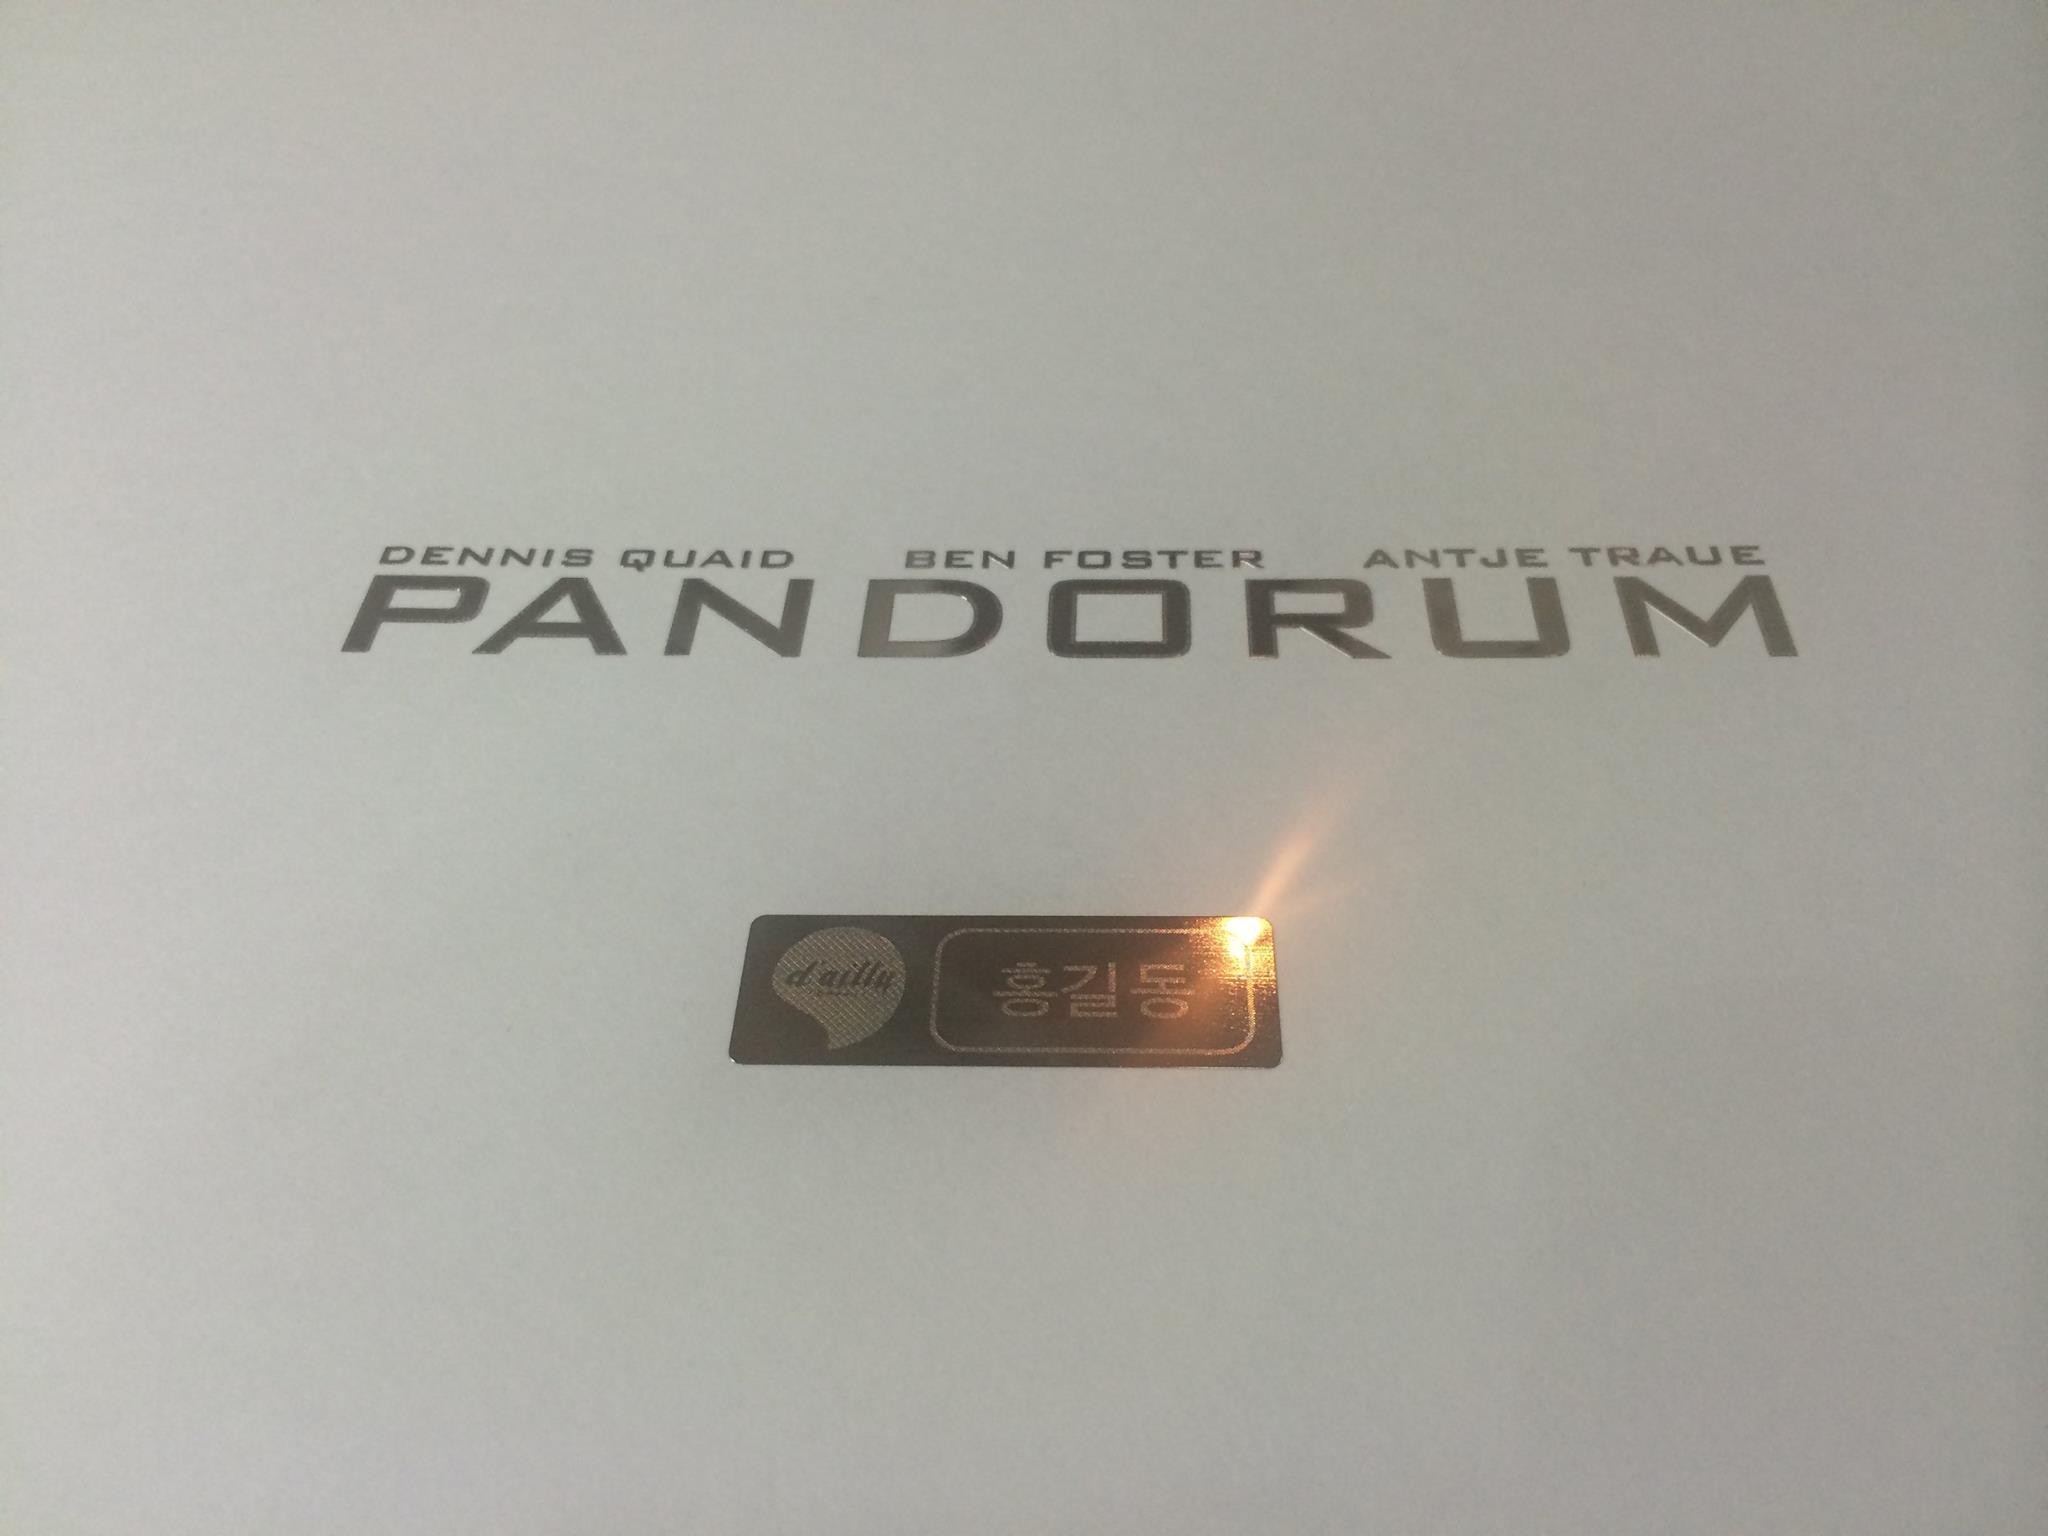 DENNIS QUAID BEN FOSTER ANTJE TRAUE
PANDORUM
d'ailly
홍길동